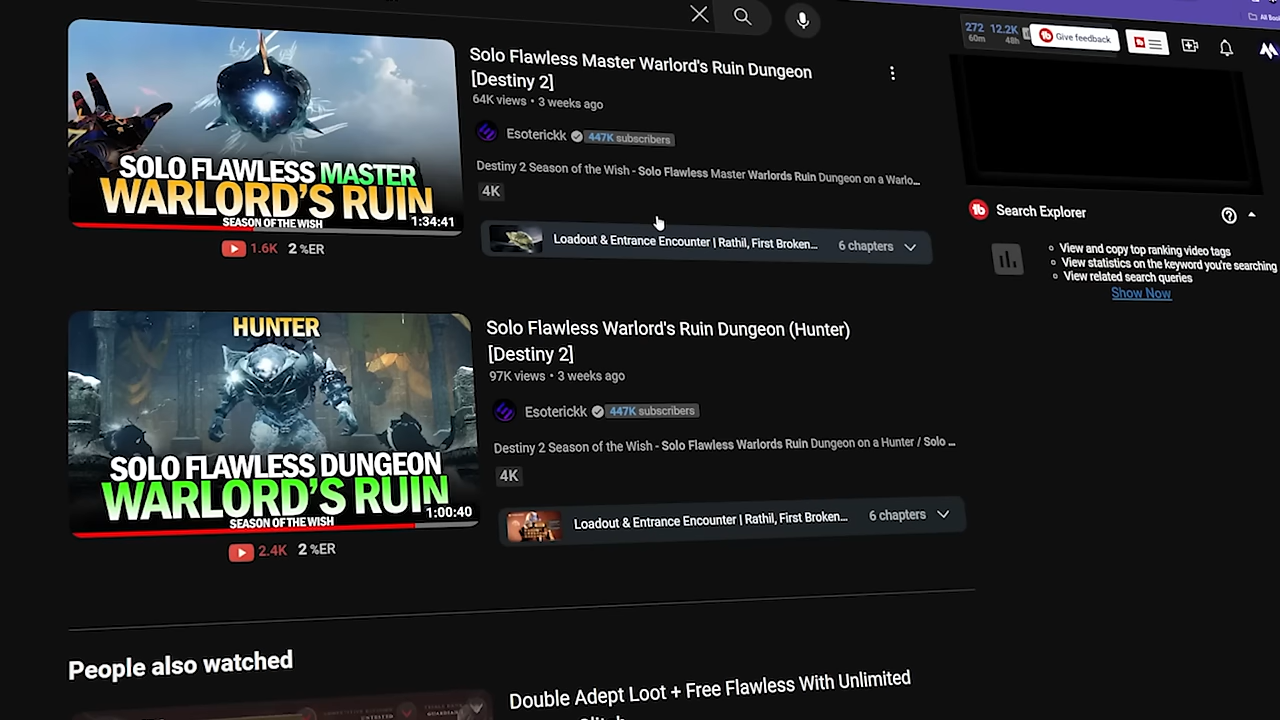 272 12.2K
60m 48h
Give feedback
Solo Flawless Master Warlord's Ruin Dungeon
[Destiny 2]
64K views • 3 weeks ago
Esoterickk 447K subscribers
Destiny 2 Season of the Wish - Solo Flawless Master Warlords Ruin Dungeon on a Warlo...
4K
Loadout & Entrance Encounter | Rathil, First Broken... 6 chapters
SOLO FLAWLESS MASTER
WARLORD'S RUIN
SEASON OF THE WISH
1:34:41
1.6K 2 %ER
Search Explorer
View and copy top ranking video tags
View statistics on the keyword you're searching
View related search queries
Show Now
HUNTER
SOLO FLAWLESS DUNGEON
WARLORD'S RUIN
SEASON OF THE WISH
1:00:40
2.4K 2 %ER
Solo Flawless Warlord's Ruin Dungeon (Hunter)
[Destiny 2]
97K views • 3 weeks ago
Esoterickk 447K subscribers
Destiny 2 Season of the Wish - Solo Flawless Warlords Ruin Dungeon on a Hunter / Solo ...
4K
Loadout & Entrance Encounter | Rathil, First Broken... 6 chapters
People also watched
Double Adept Loot + Free Flawless With Unlimited